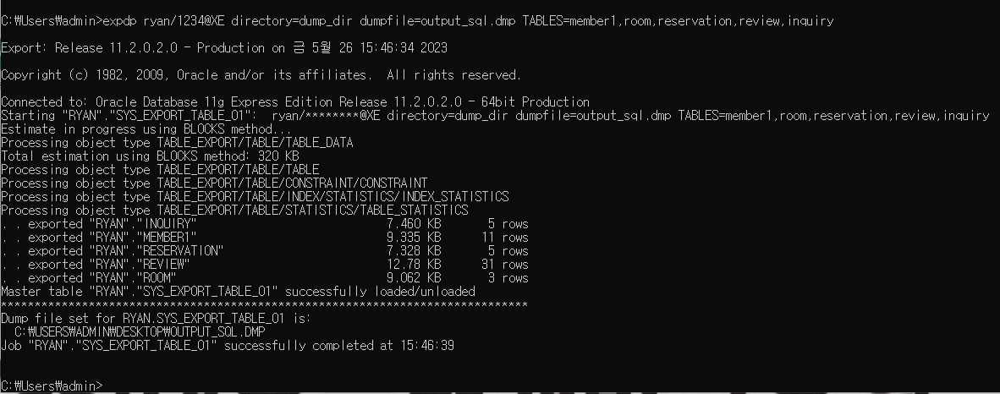 C:₩Users₩admin>expdp ryan/1234@XE directory=dump_dir dumpfile=output_sql.dmp TABLES=member1,room,reservation,review,inquiry
Export: Release 11.2.0.2.0 - Production on 금 5월 26 15:46:34 2023
Copyright (c) 1982, 2009, Oracle and/or its affiliates.  All rights reserved.
Connected to: Oracle Database 11g Express Edition Release 11.2.0.2.0 - 64bit Production
Starting "RYAN"."SYS_EXPORT_TABLE_01":  ryan/********@XE directory=dump_dir dumpfile=output_sql.dmp TABLES=member1,room,reservation,review,inquiry
Estimate in progress using BLOCKS method...
Processing object type TABLE_EXPORT/TABLE/TABLE_DATA
Total estimation using BLOCKS method: 320 KB
Processing object type TABLE_EXPORT/TABLE/TABLE
Processing object type TABLE_EXPORT/TABLE/CONSTRAINT/CONSTRAINT
Processing object type TABLE_EXPORT/TABLE/INDEX/STATISTICS/INDEX_STATISTICS
Processing object type TABLE_EXPORT/TABLE/STATISTICS/TABLE_STATISTICS
. . exported "RYAN"."INQUIRY"                            7.460 KB       5 rows
. . exported "RYAN"."MEMBER1"                            9.335 KB      11 rows
. . exported "RYAN"."RESERVATION"                        7.328 KB       5 rows
. . exported "RYAN"."REVIEW"                             12.78 KB      31 rows
. . exported "RYAN"."ROOM"                               9.062 KB       3 rows
Master table "RYAN"."SYS_EXPORT_TABLE_01" successfully loaded/unloaded
******************************************************************************
Dump file set for RYAN.SYS_EXPORT_TABLE_01 is:
  C:₩USERS₩ADMIN₩DESKTOP₩OUTPUT_SQL.DMP
Job "RYAN"."SYS_EXPORT_TABLE_01" successfully completed at 15:46:39
C:₩Users₩admin>